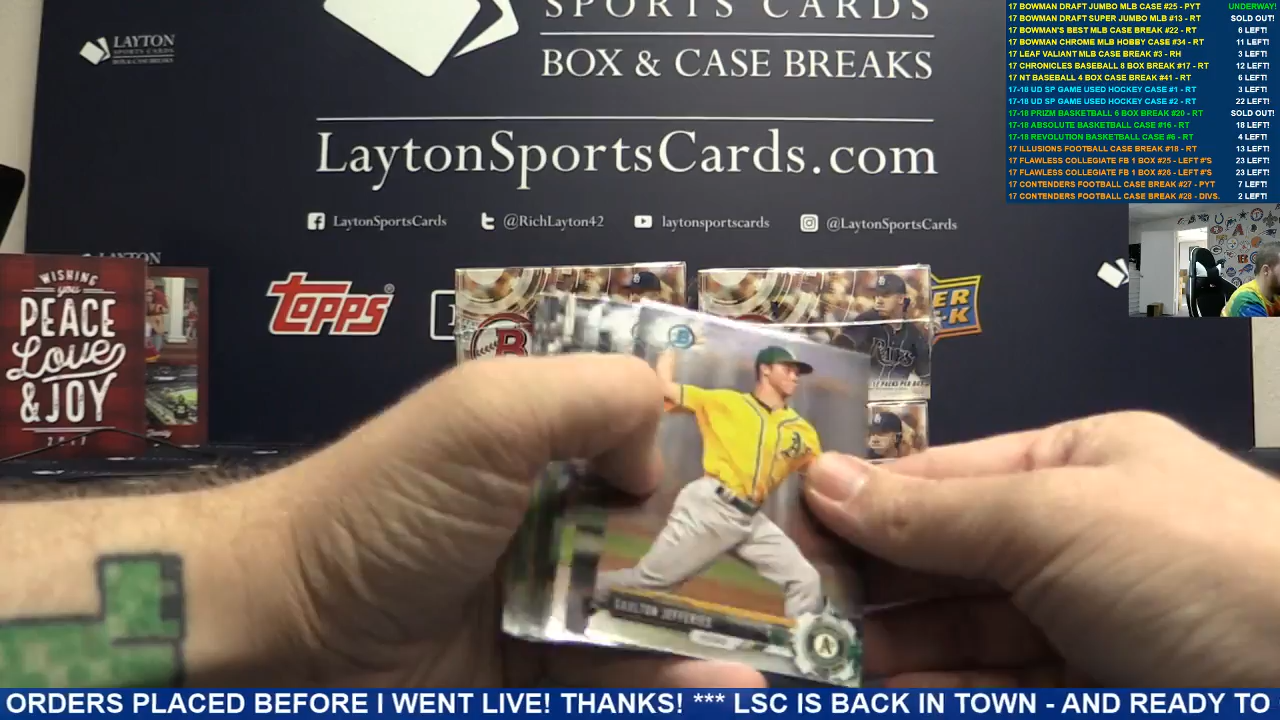 SPORTS CARDS
BOX & CASE BREAKS
LaytonSportsCards.com
LaytonSportsCards
@RichLayton42
laytonsportscards
@LaytonSportsCards
LAYTON
SPORTS CARDS
BOX & CASE BREAKS
LAYTON
WISHING
you
PEACE
Love
& JOY
2017
TOPPS
B
CARLTON JEFFERIES
A
17 BOWMAN DRAFT JUMBO MLB CASE #25 - PYT UNDERWAY!
17 BOWMAN DRAFT SUPER JUMBO MLB #13 - RT SOLD OUT!
17 BOWMAN'S BEST MLB CASE BREAK #22 - RT 6 LEFT!
17 BOWMAN CHROME MLB HOBBY CASE #34 - RT 11 LEFT!
17 LEAF VALIANT MLB CASE BREAK #3 - RH 3 LEFT!
17 CHRONICLES BASEBALL 8 BOX BREAK #17 - RT 12 LEFT!
17 NT BASEBALL 4 BOX CASE BREAK #41 - RT 6 LEFT!
17-18 UD SP GAME USED HOCKEY CASE #1 - RT 3 LEFT!
17-18 UD SP GAME USED HOCKEY CASE #2 - RT 22 LEFT!
17-18 PRIZM BASKETBALL 6 BOX BREAK #20 - RT SOLD OUT!
17-18 ABSOLUTE BASKETBALL CASE #16 - RT 18 LEFT!
17-18 REVOLUTION BASKETBALL CASE #6 - RT 4 LEFT!
17 ILLUSIONS FOOTBALL CASE BREAK #18 - RT 13 LEFT!
17 FLAWLESS COLLEGIATE FB 1 BOX #25 - LEFT #'S 23 LEFT!
17 FLAWLESS COLLEGIATE FB 1 BOX #26 - LEFT #'S 23 LEFT!
17 CONTENDERS FOOTBALL CASE BREAK #27 - PYT 7 LEFT!
17 CONTENDERS FOOTBALL CASE BREAK #28 - DIVS. 2 LEFT!
ORDERS PLACED BEFORE I WENT LIVE! THANKS! *** LSC IS BACK IN TOWN - AND READY TO